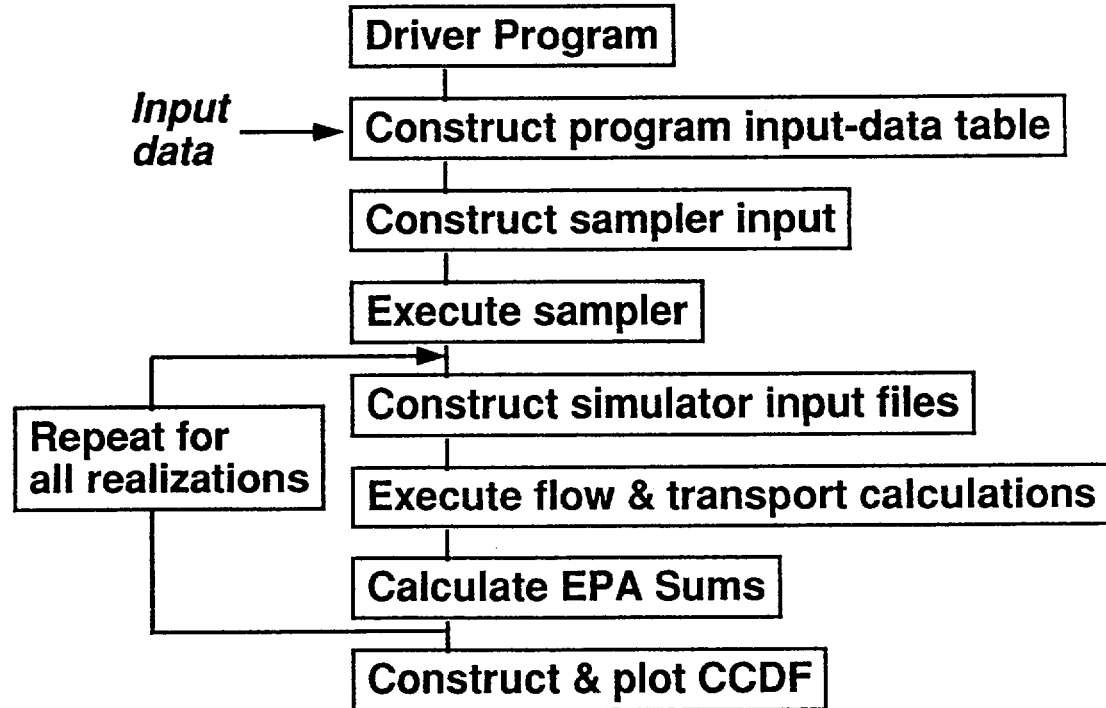 Driver Program
Input
data
Construct program input-data table
Construct sampler input
Execute sampler
Construct simulator input files
Repeat for
all realizations
Execute flow & transport calculations
Calculate EPA Sums
Construct & plot CCDF